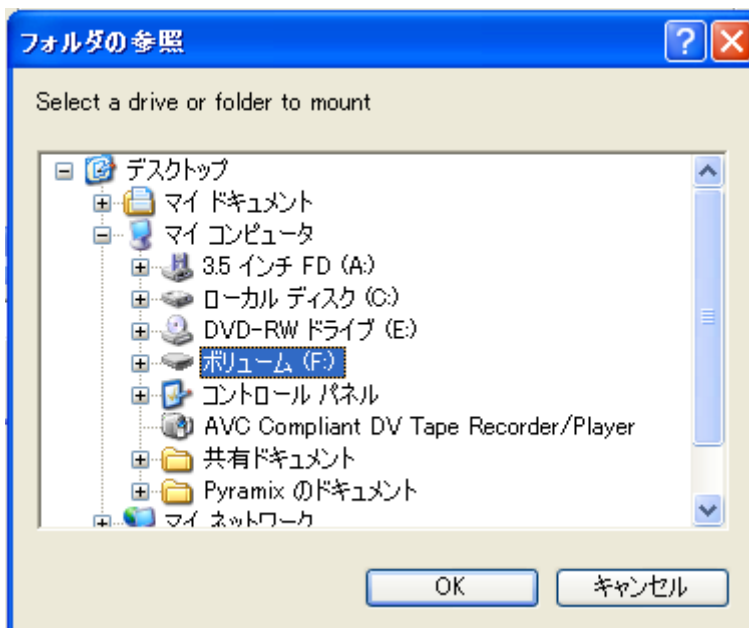 フォルダの参照
Select a drive or folder to mount
デスクトップ
マイ ドキュメント
マイ コンピュータ
3.5 インチ FD (A:)
ローカル ディスク (C:)
DVD-RW ドライブ (E:)
ボリューム (F:)
コントロール パネル
AVC Compliant DV Tape Recorder/Player
共有ドキュメント
Pyramix のドキュメント
マイ ネットワーク
OK キャンセル